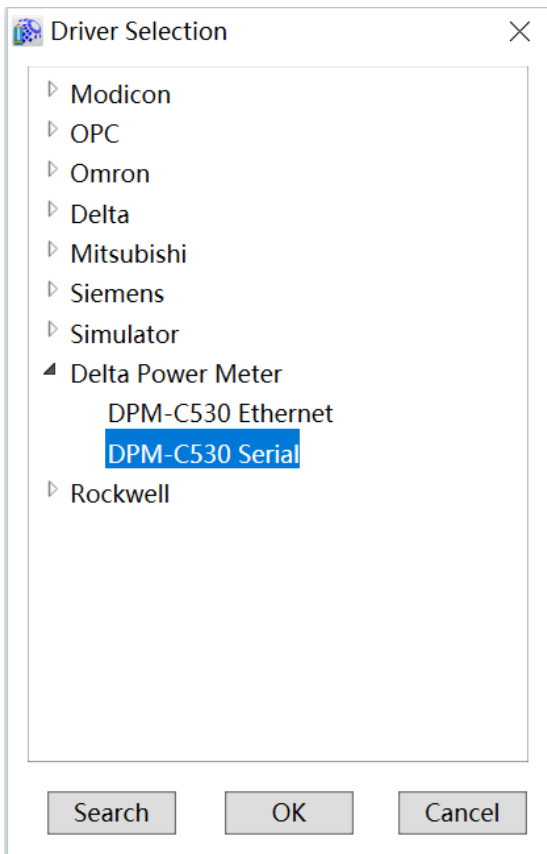 Driver Selection
Modicon
OPC
Omron
Delta
Mitsubishi
Siemens
Simulator
Delta Power Meter
DPM-C530 Ethernet
DPM-C530 Serial
Rockwell
Search OK Cancel